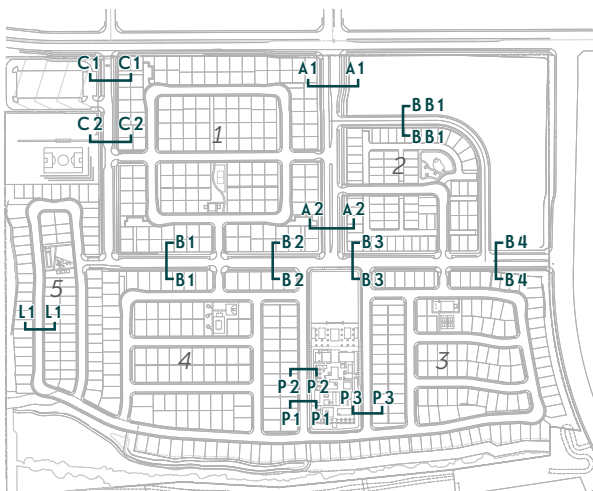 C1 C1
A1 A1
BB1
BB1
C2 C2
1
2
A2 A2
B1
B1
B2
B2
B3
B3
B4
B4
5
L1 L1
4
3
P2 P2
P3 P3
P1 P1